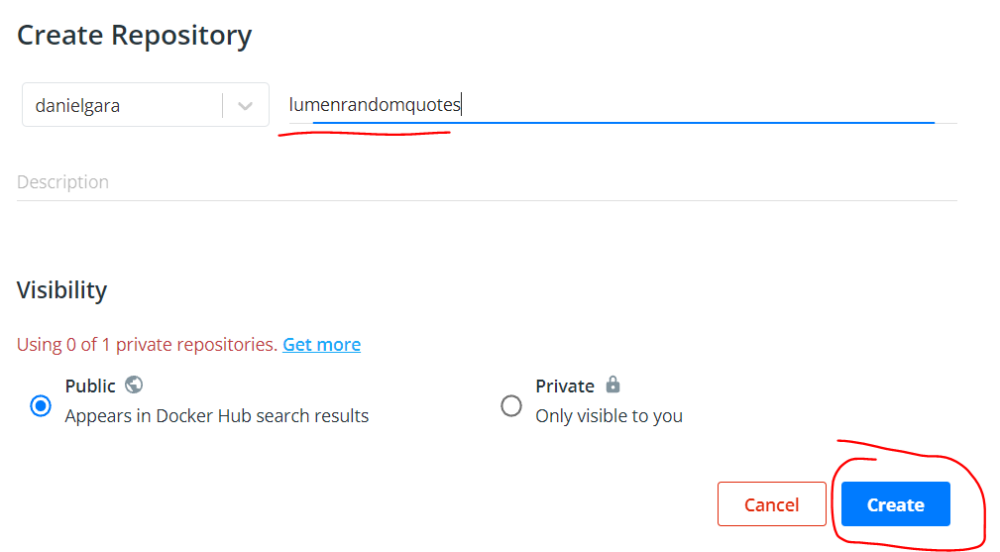 Create Repository
danielgara lumenrandomquotes
Description
Visibility
Using 0 of 1 private repositories. Get more
Public Private
Appears in Docker Hub search results Only visible to you
Cancel Create